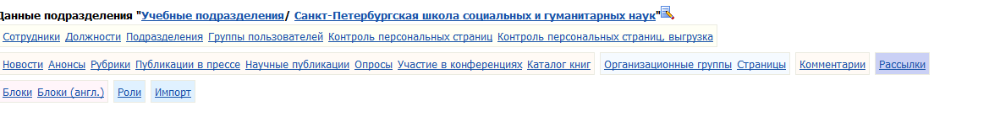 Данные подразделения "Учебные подразделения/ Санкт-Петербургская школа социальных и гуманитарных наук"
Сотрудники Должности Подразделения Группы пользователей Контроль персональных страниц Контроль персональных страниц, выгрузка
Новости Анонсы Рубрики Публикации в прессе Научные публикации Опросы Участие в конференциях Каталог книг Организационные группы Страницы Комментарии Рассылки
Блоки Блоки (англ.) Роли Импорт